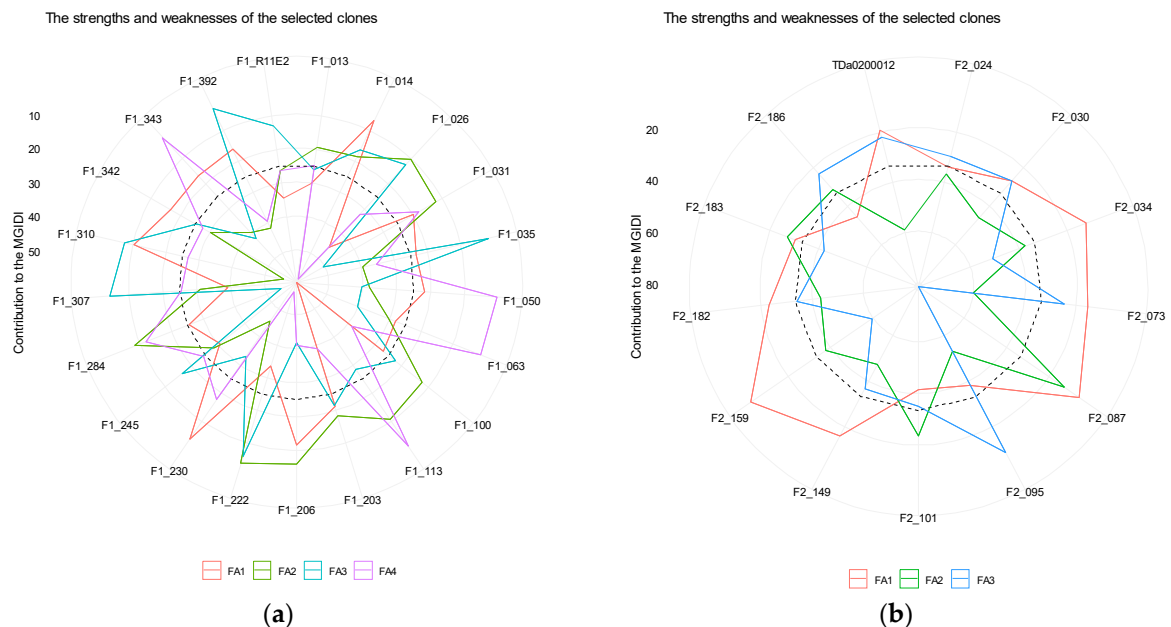 The strengths and weaknesses of the selected clones
F1_R11E2
F1_013
F1_014
F1_026
F1_031
F1_035
F1_050
F1_063
F1_100
F1_113
F1_203
F1_206
F1_222
F1_230
F1_245
F1_284
F1_307
F1_310
F1_342
F1_343
F1_392
10
20
30
40
50
Contribution to the MGIDI
FA1 FA2 FA3 FA4
(a)
The strengths and weaknesses of the selected clones
TDa0200012
F2_024
F2_030
F2_034
F2_073
F2_087
F2_095
F2_101
F2_149
F2_159
F2_182
F2_183
F2_186
20
40
60
80
Contribution to the MGIDI
FA1 FA2 FA3
(b)